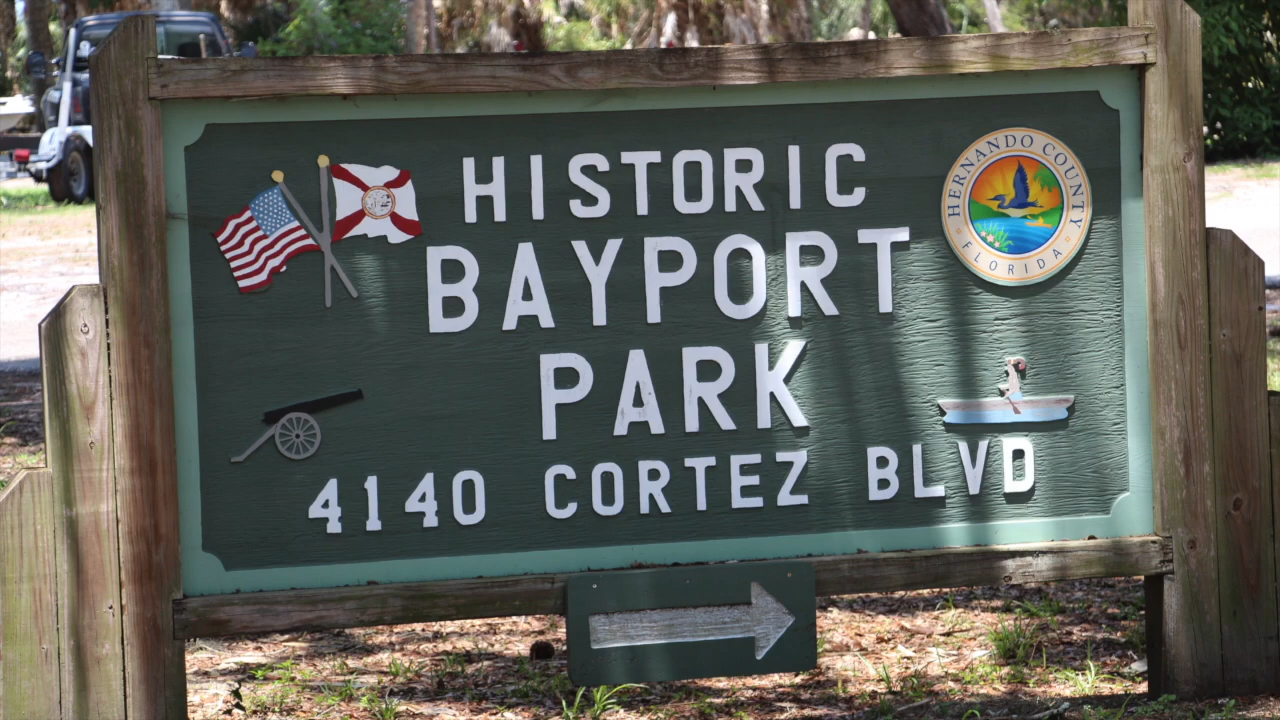 HISTORIC
BAYPORT
PARK
4140 CORTEZ BLVD
HERNANDO COUNTY
FLORIDA